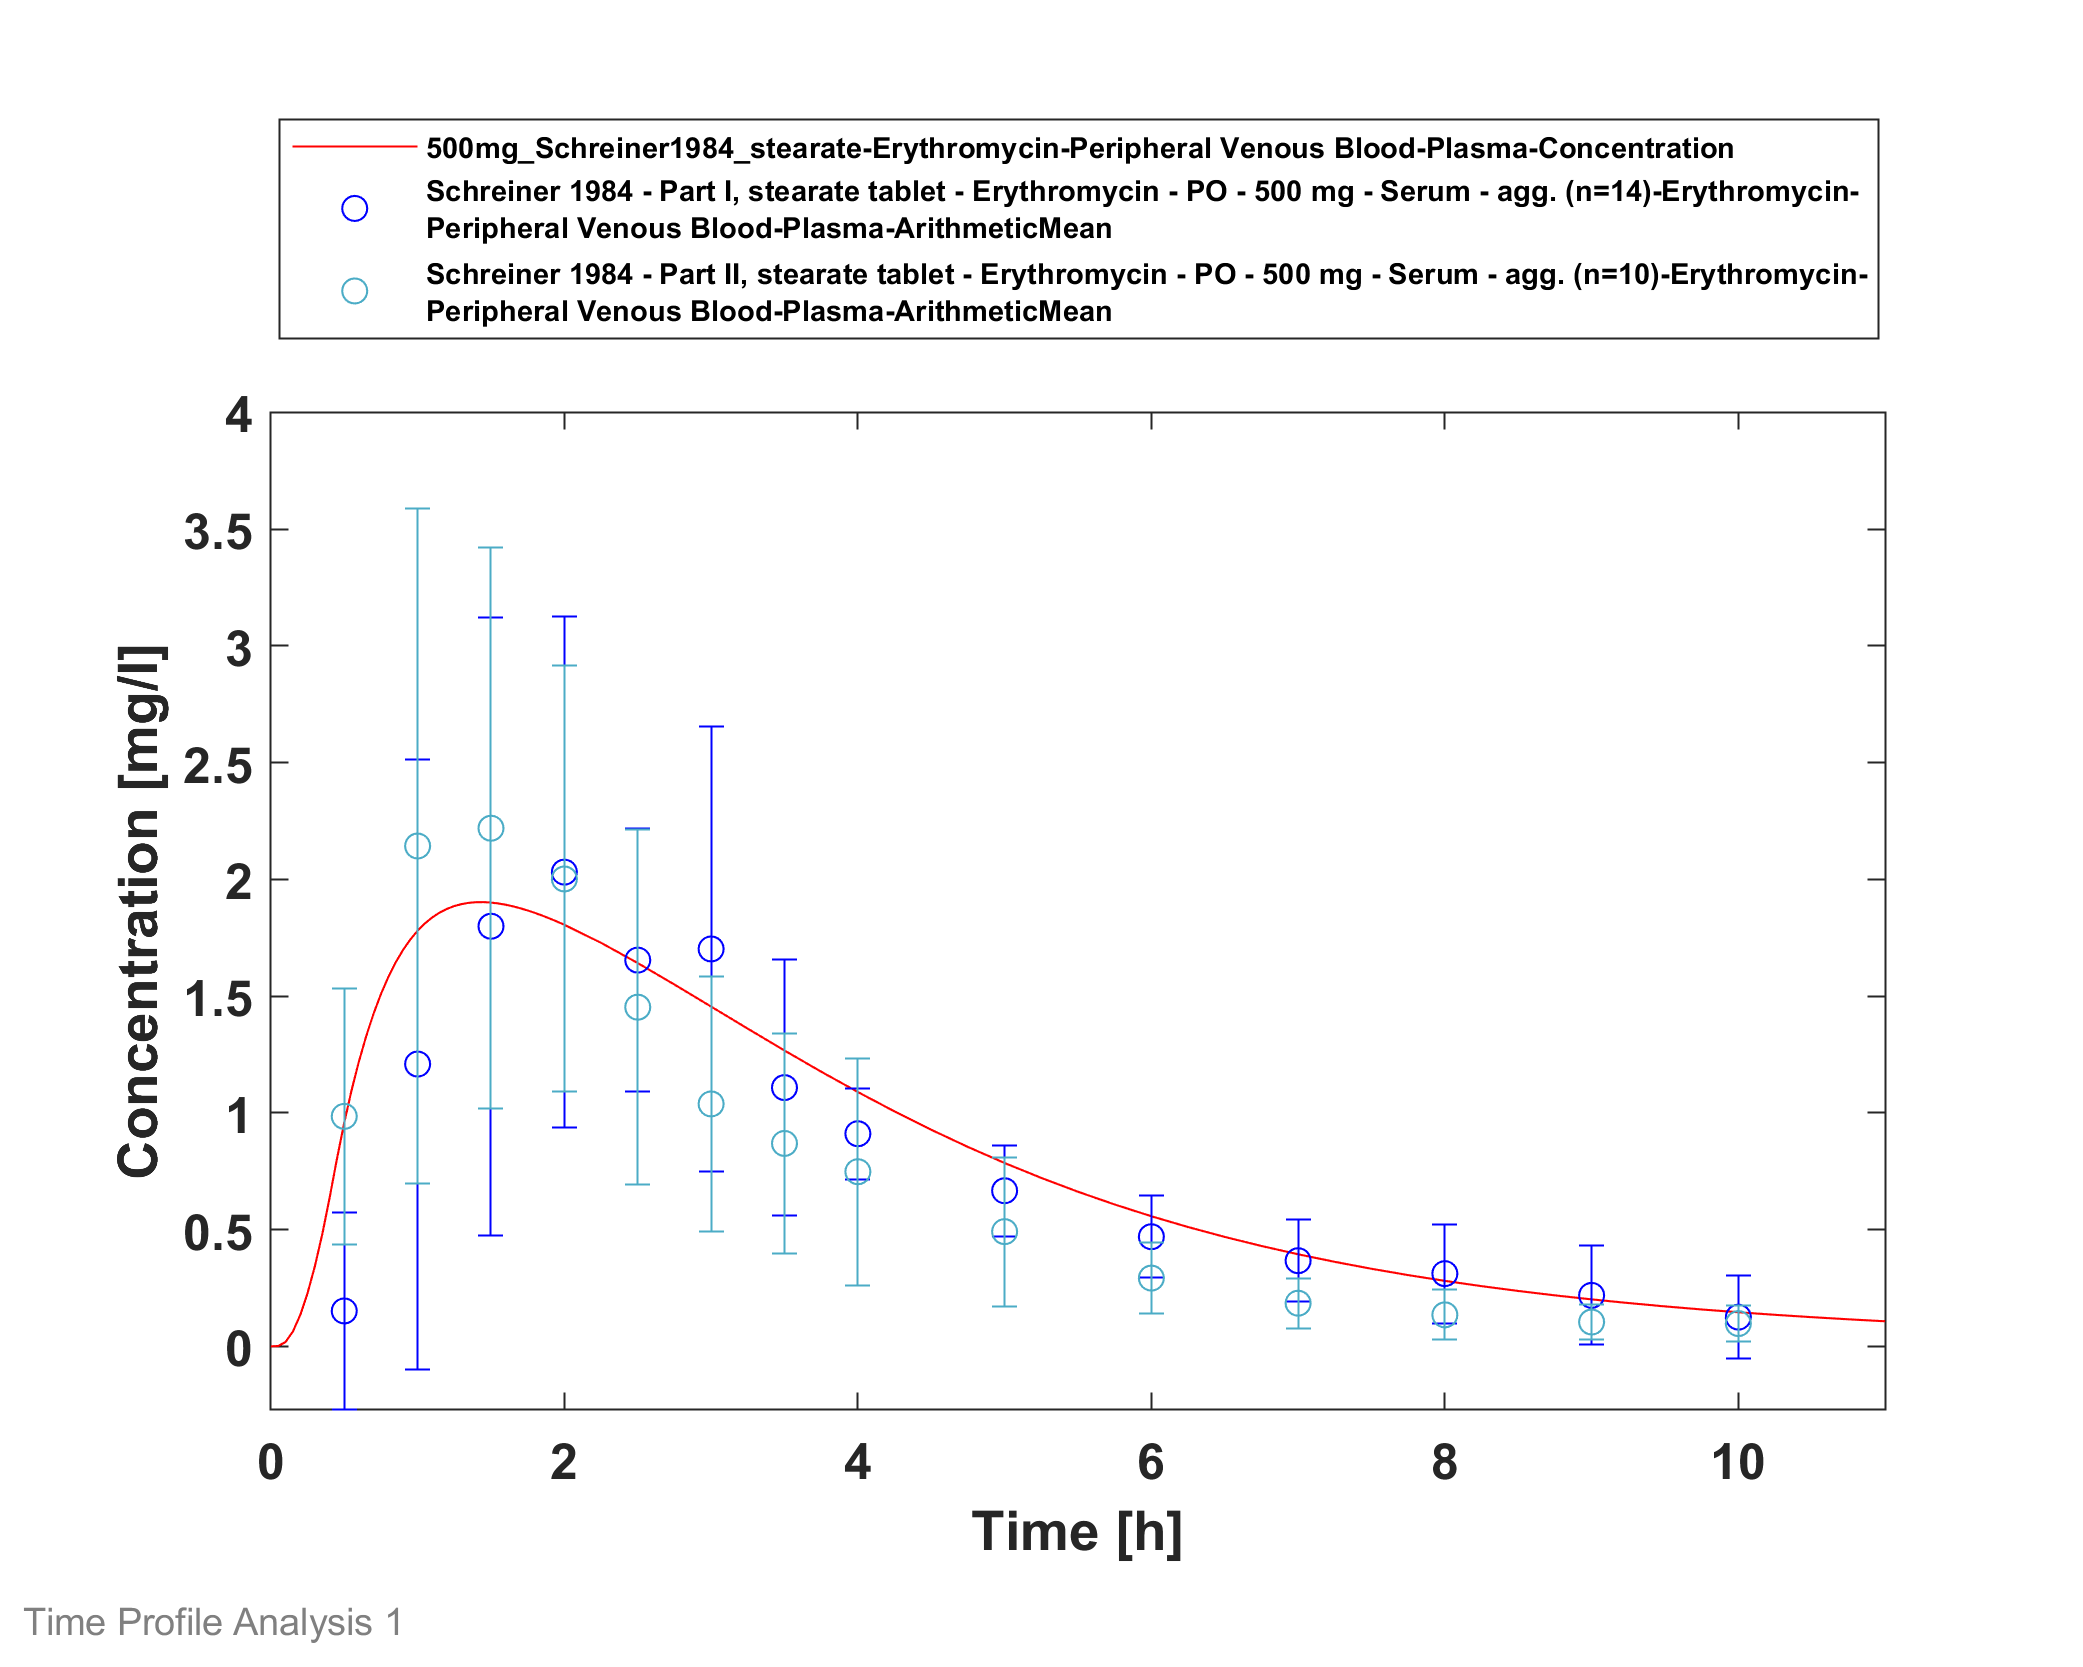 500mg_Schreiner1984_stearate-Erythromycin-Peripheral Venous Blood-Plasma-Concentration
Schreiner 1984 - Part I, stearate tablet - Erythromycin - PO - 500 mg - Serum - agg. (n=14)-Erythromycin-
Peripheral Venous Blood-Plasma-ArithmeticMean
Schreiner 1984 - Part II, stearate tablet - Erythromycin - PO - 500 mg - Serum - agg. (n=10)-Erythromycin-
Peripheral Venous Blood-Plasma-ArithmeticMean
4
3.5
3
2.5
2
1.5
1
0.5
0
Concentration [mg/l]
0 2 4 6 8 10
Time [h]
Time Profile Analysis 1